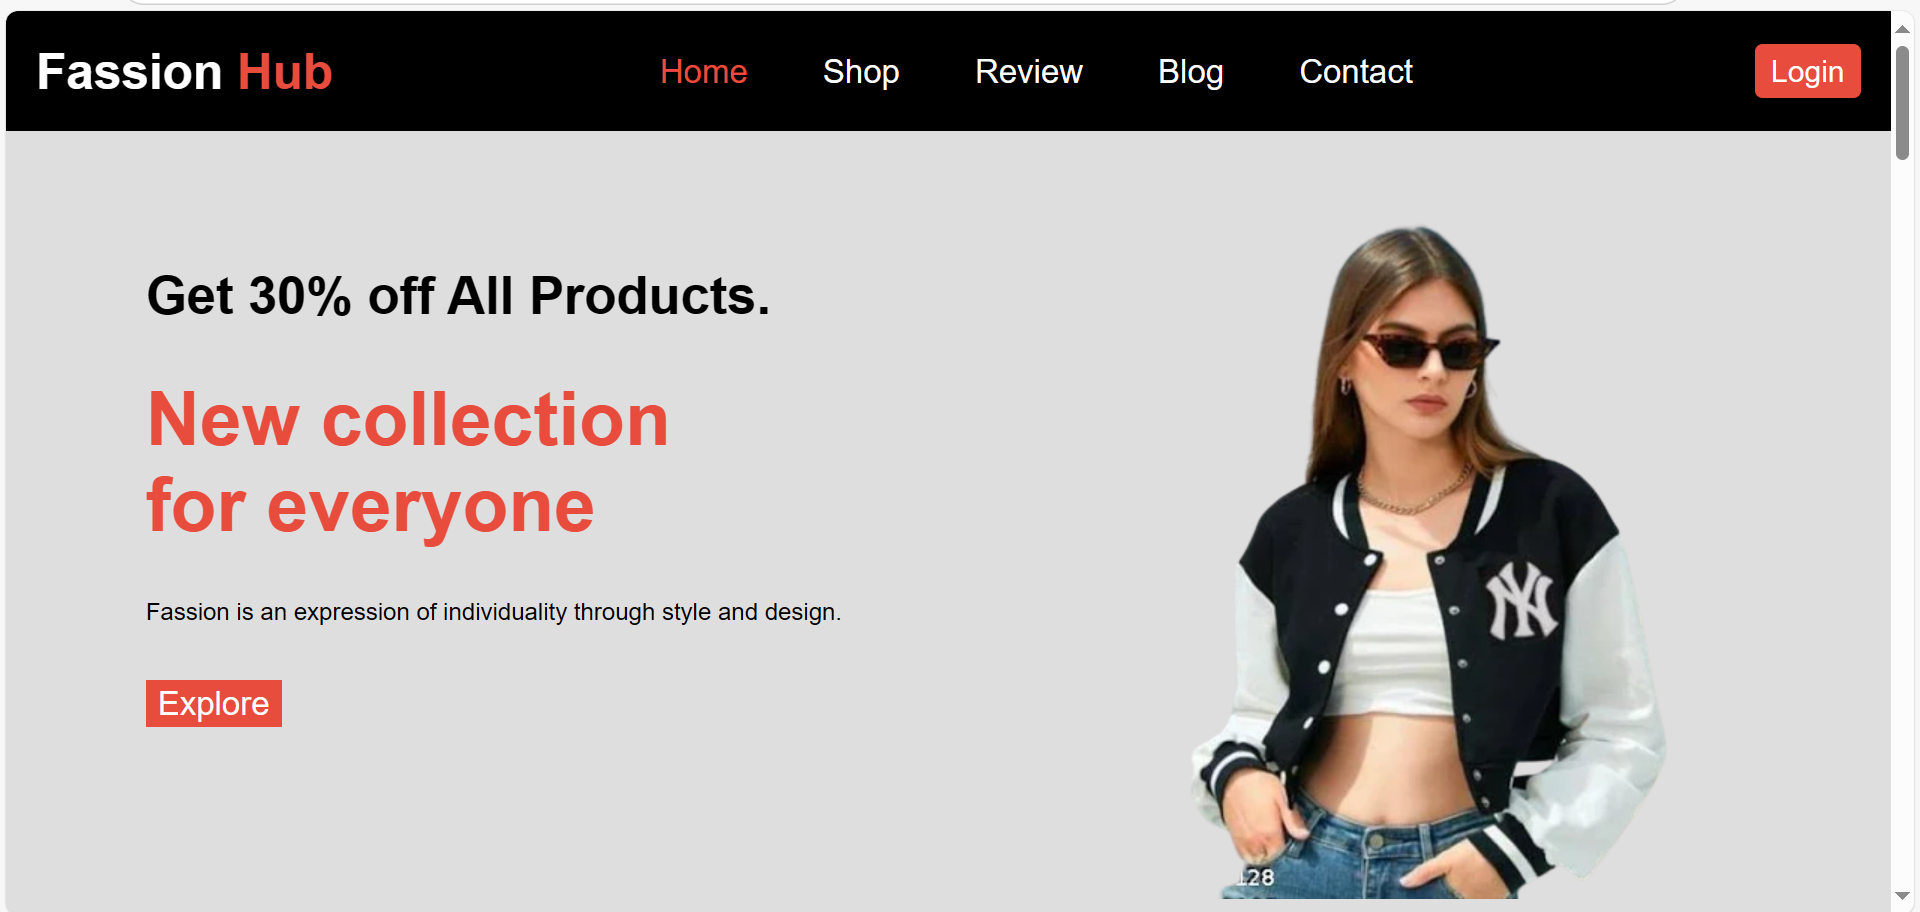 Fassion Hub
Home
Shop
Review
Blog
Contact
Login
Get 30% off All Products.
New collection
for everyone
Fassion is an expression of individuality through style and design.
Explore
NY
128